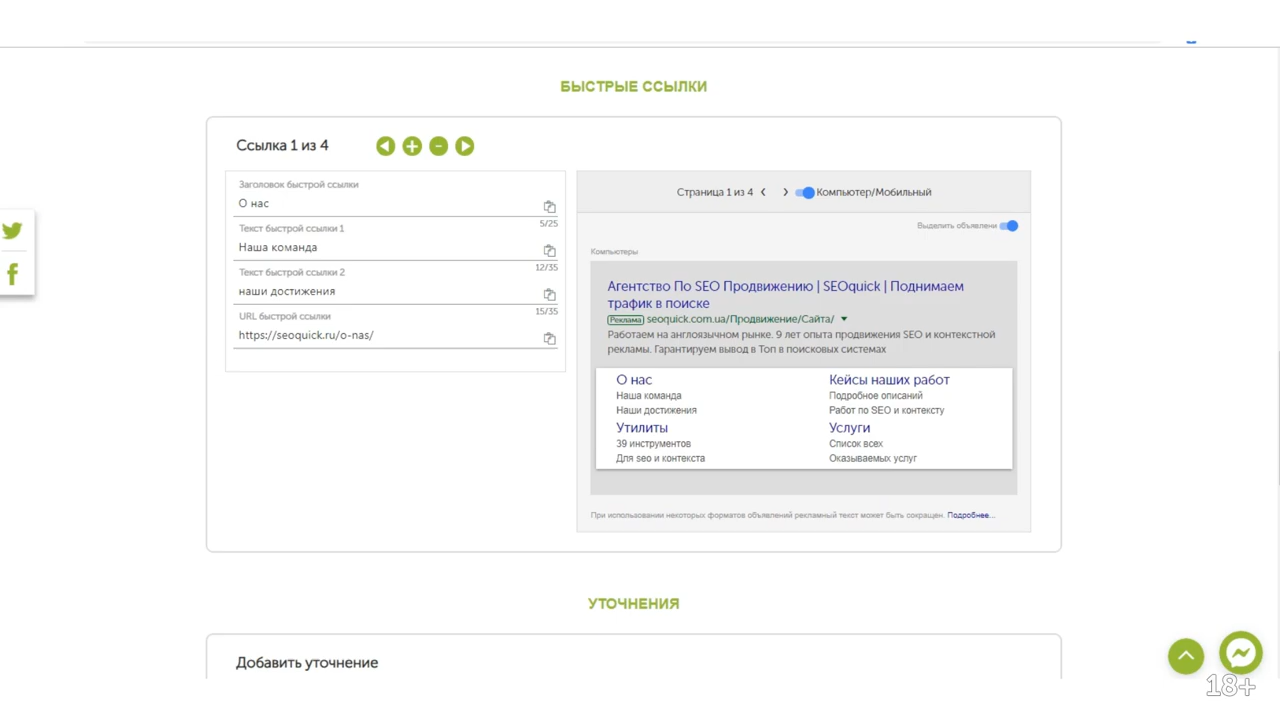 БЫСТРЫЕ ССЫЛКИ
Ссылка 1 из 4
Заголовок быстрой ссылки
О нас
5/25
Текст быстрой ссылки 1
Наша команда
12/35
Текст быстрой ссылки 2
наши достижения
15/35
URL быстрой ссылки
https://seoquick.ru/o-nas/
Страница 1 из 4
Компьютер/Мобильный
Выделить объявлени
Компьютеры
Агентство По SEO Продвижению | SEOquick | Поднимаем
трафик в поиске
Реклама seoquick.com.ua/Продвижение/Сайта/
Работаем на англоязычном рынке. 9 лет опыта продвижения SEO и контекстной
рекламы. Гарантируем вывод в Топ в поисковых системах
О нас
Наша команда
Наши достижения
Кейсы наших работ
Подробное описаний
Работ по SEO и контексту
Утилиты
39 инструментов
Для seo и контекста
Услуги
Список всех
Оказываемых услуг
При использовании некоторых форматов объявлений рекламный текст может быть сокращен. Подробнее...
УТОЧНЕНИЯ
Добавить уточнение
18+